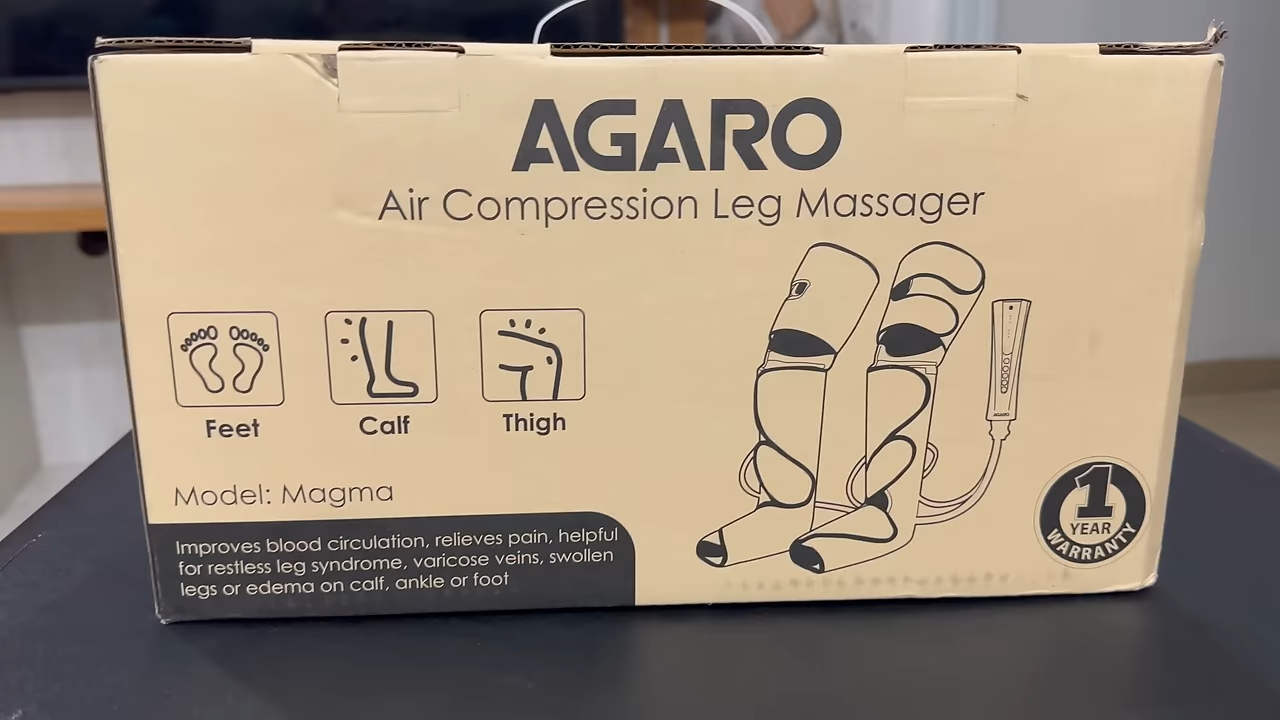 AGARO
Air Compression Leg Massager
Feet
Calf
Thigh
AGARO
Model: Magma
Improves blood circulation, relieves pain, helpful
for restless leg syndrome, varicose veins, swollen
legs or edema on calf, ankle or foot
1
YEAR
WARRANTY